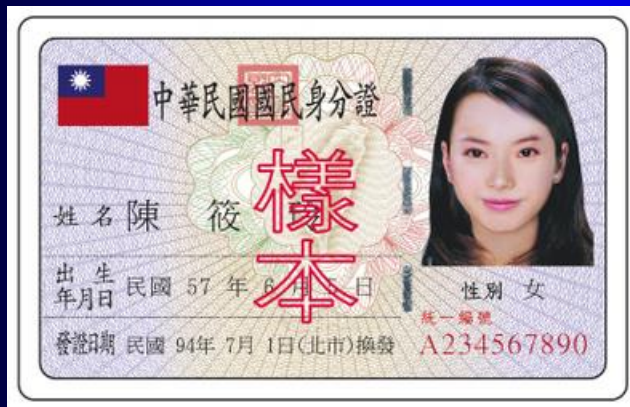 中華民國國民身分證
樣本
姓名 陳 筱
出生年月日 民國 57 年 6 月 5 日
性別 女
統一編號
發證日期 民國 94年 7月 1日(北市)換發
A234567890